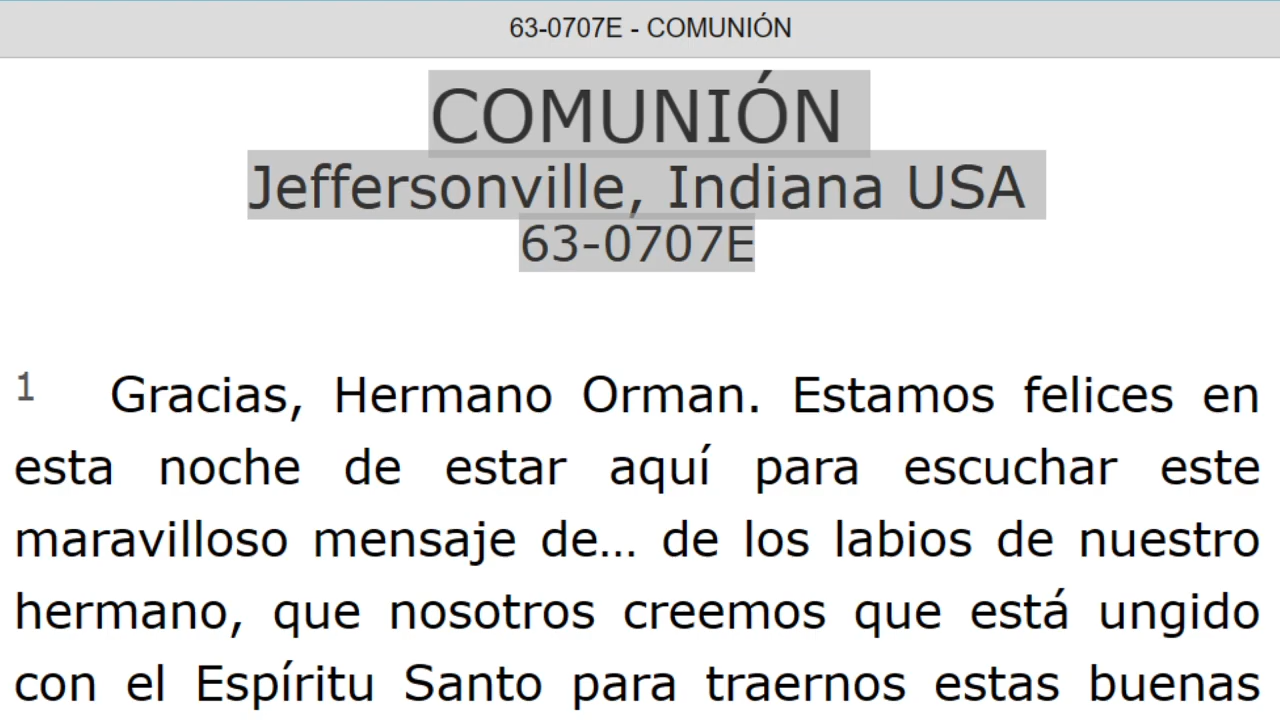 63-0707E - COMUNIÓN
COMUNIÓN
Jeffersonville, Indiana USA
63-0707E
1 Gracias, Hermano Orman. Estamos felices en
esta noche de estar aquí para escuchar este
maravilloso mensaje de… de los labios de nuestro
hermano, que nosotros creemos que está ungido
con el Espíritu Santo para traernos estas buenas